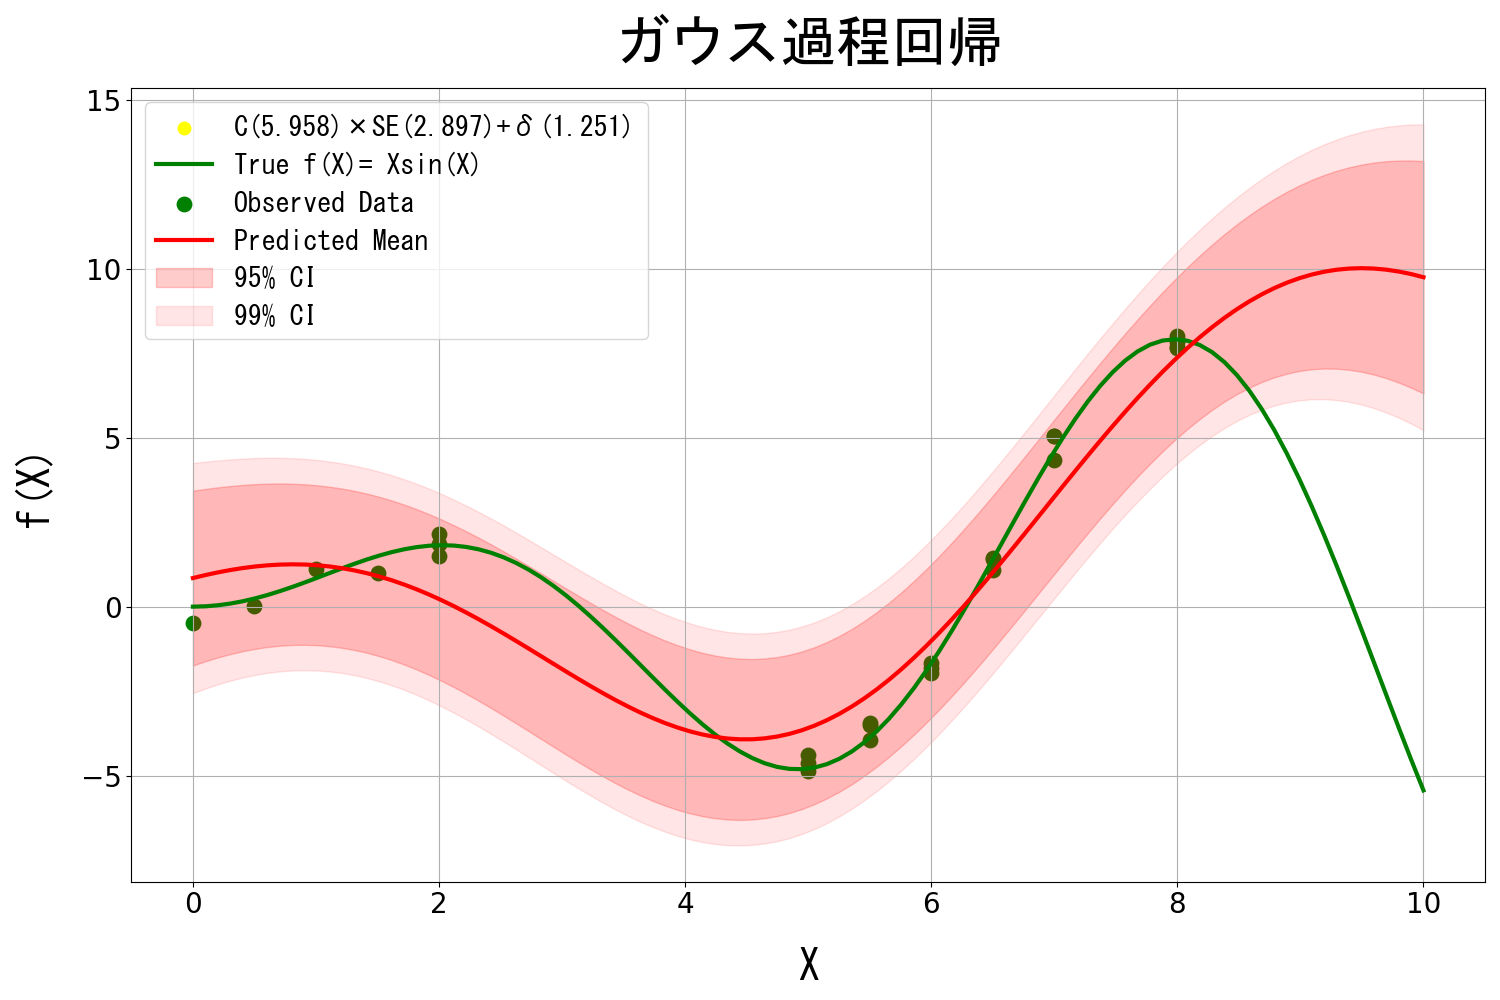 ガウス過程回帰
C(5.958)×SE(2.897)+δ(1.251)
True f(X)= Xsin(X)
Observed Data
Predicted Mean
95% CI
99% CI
15
10
5
0
−5
f(X)
0 2 4 6 8 10
X